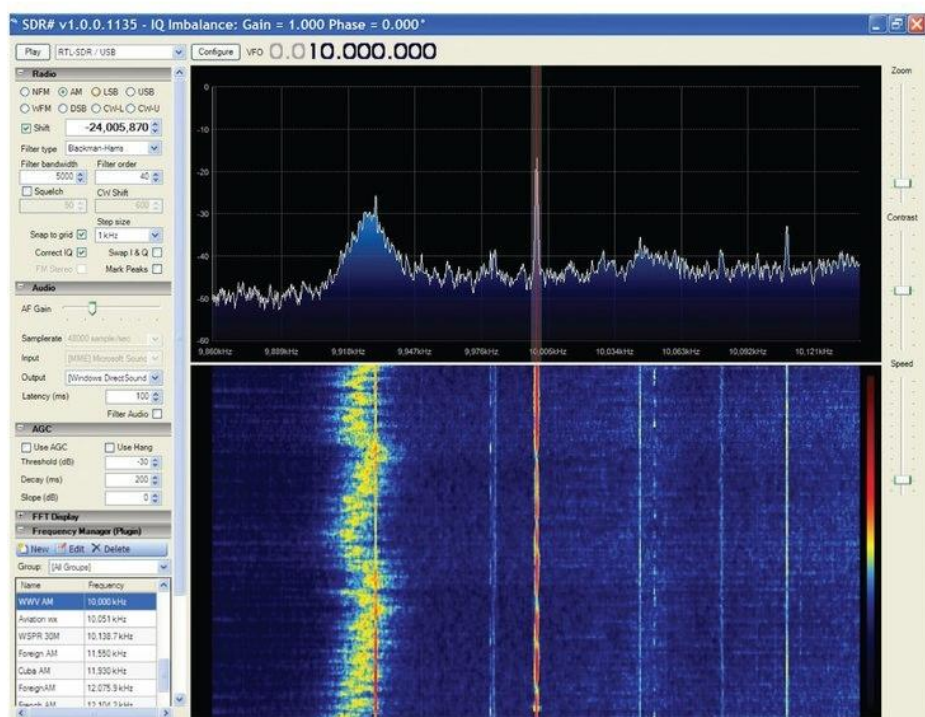 SDR# v1.0.0.1135 - IQ Imbalance: Gain = 1.000 Phase = 0.000°
Play RTL-SDR / USB Configure VFO 0.010.000.000
Radio
NFM AM LSB USB
WFM DSB CW-L CW-U
Shift -24,005,870
Filter type Blackman-Harris
Filter bandwidth Filter order
5000 40
Squelch CW Shift
50 600
Step size
Snap to grid 1 kHz
Correct IQ Swap I & Q
FM Stereo Mark Peaks
Audio
AF Gain
Samplerate 48000 sample/sec
Input [MME] Microsoft Sound
Output [Windows DirectSound
Latency (ms) 100
Filter Audio
AGC
Use AGC Use Hang
Threshold (dB) -30
Decay (ms) 200
Slope (dB) 0
FFT Display
Frequency Manager (Plugin)
New Edit Delete
Group: [All Groups]
Name Frequency
WWV AM 10,000 kHz
Aviation wx 10,051 kHz
WSPR 30M 10,138.7 kHz
Foreign AM 11,550 kHz
Cuba AM 11,930 kHz
ForeignAM 12,075.9 kHz
French AM 12,104.2 kHz
0
-10
-20
-30
-40
-50
-60
9,860kHz 9,889kHz 9,918kHz 9,947kHz 9,976kHz 10,005kHz 10,034kHz 10,063kHz 10,092kHz 10,121kHz
Zoom
Contrast
Speed